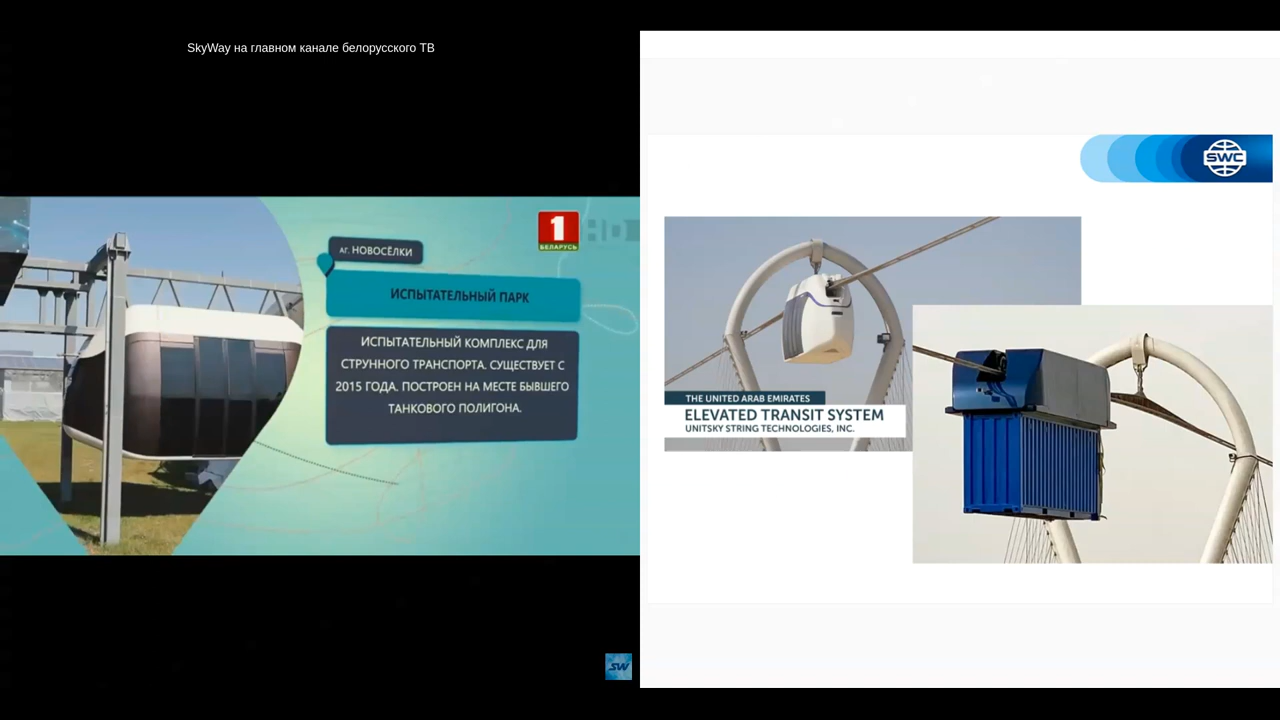 SkyWay на главном канале белорусского ТВ
1
БЕЛАРУСЬ
аг. НОВОСЁЛКИ
ИСПЫТАТЕЛЬНЫЙ ПАРК
ИСПЫТАТЕЛЬНЫЙ КОМПЛЕКС ДЛЯ
СТРУННОГО ТРАНСПОРТА. СУЩЕСТВУЕТ С
2015 ГОДА. ПОСТРОЕН НА МЕСТЕ БЫВШЕГО
ТАНКОВОГО ПОЛИГОНА.
SW
SWC
THE UNITED ARAB EMIRATES
ELEVATED TRANSIT SYSTEM
UNITSKY STRING TECHNOLOGIES, INC.